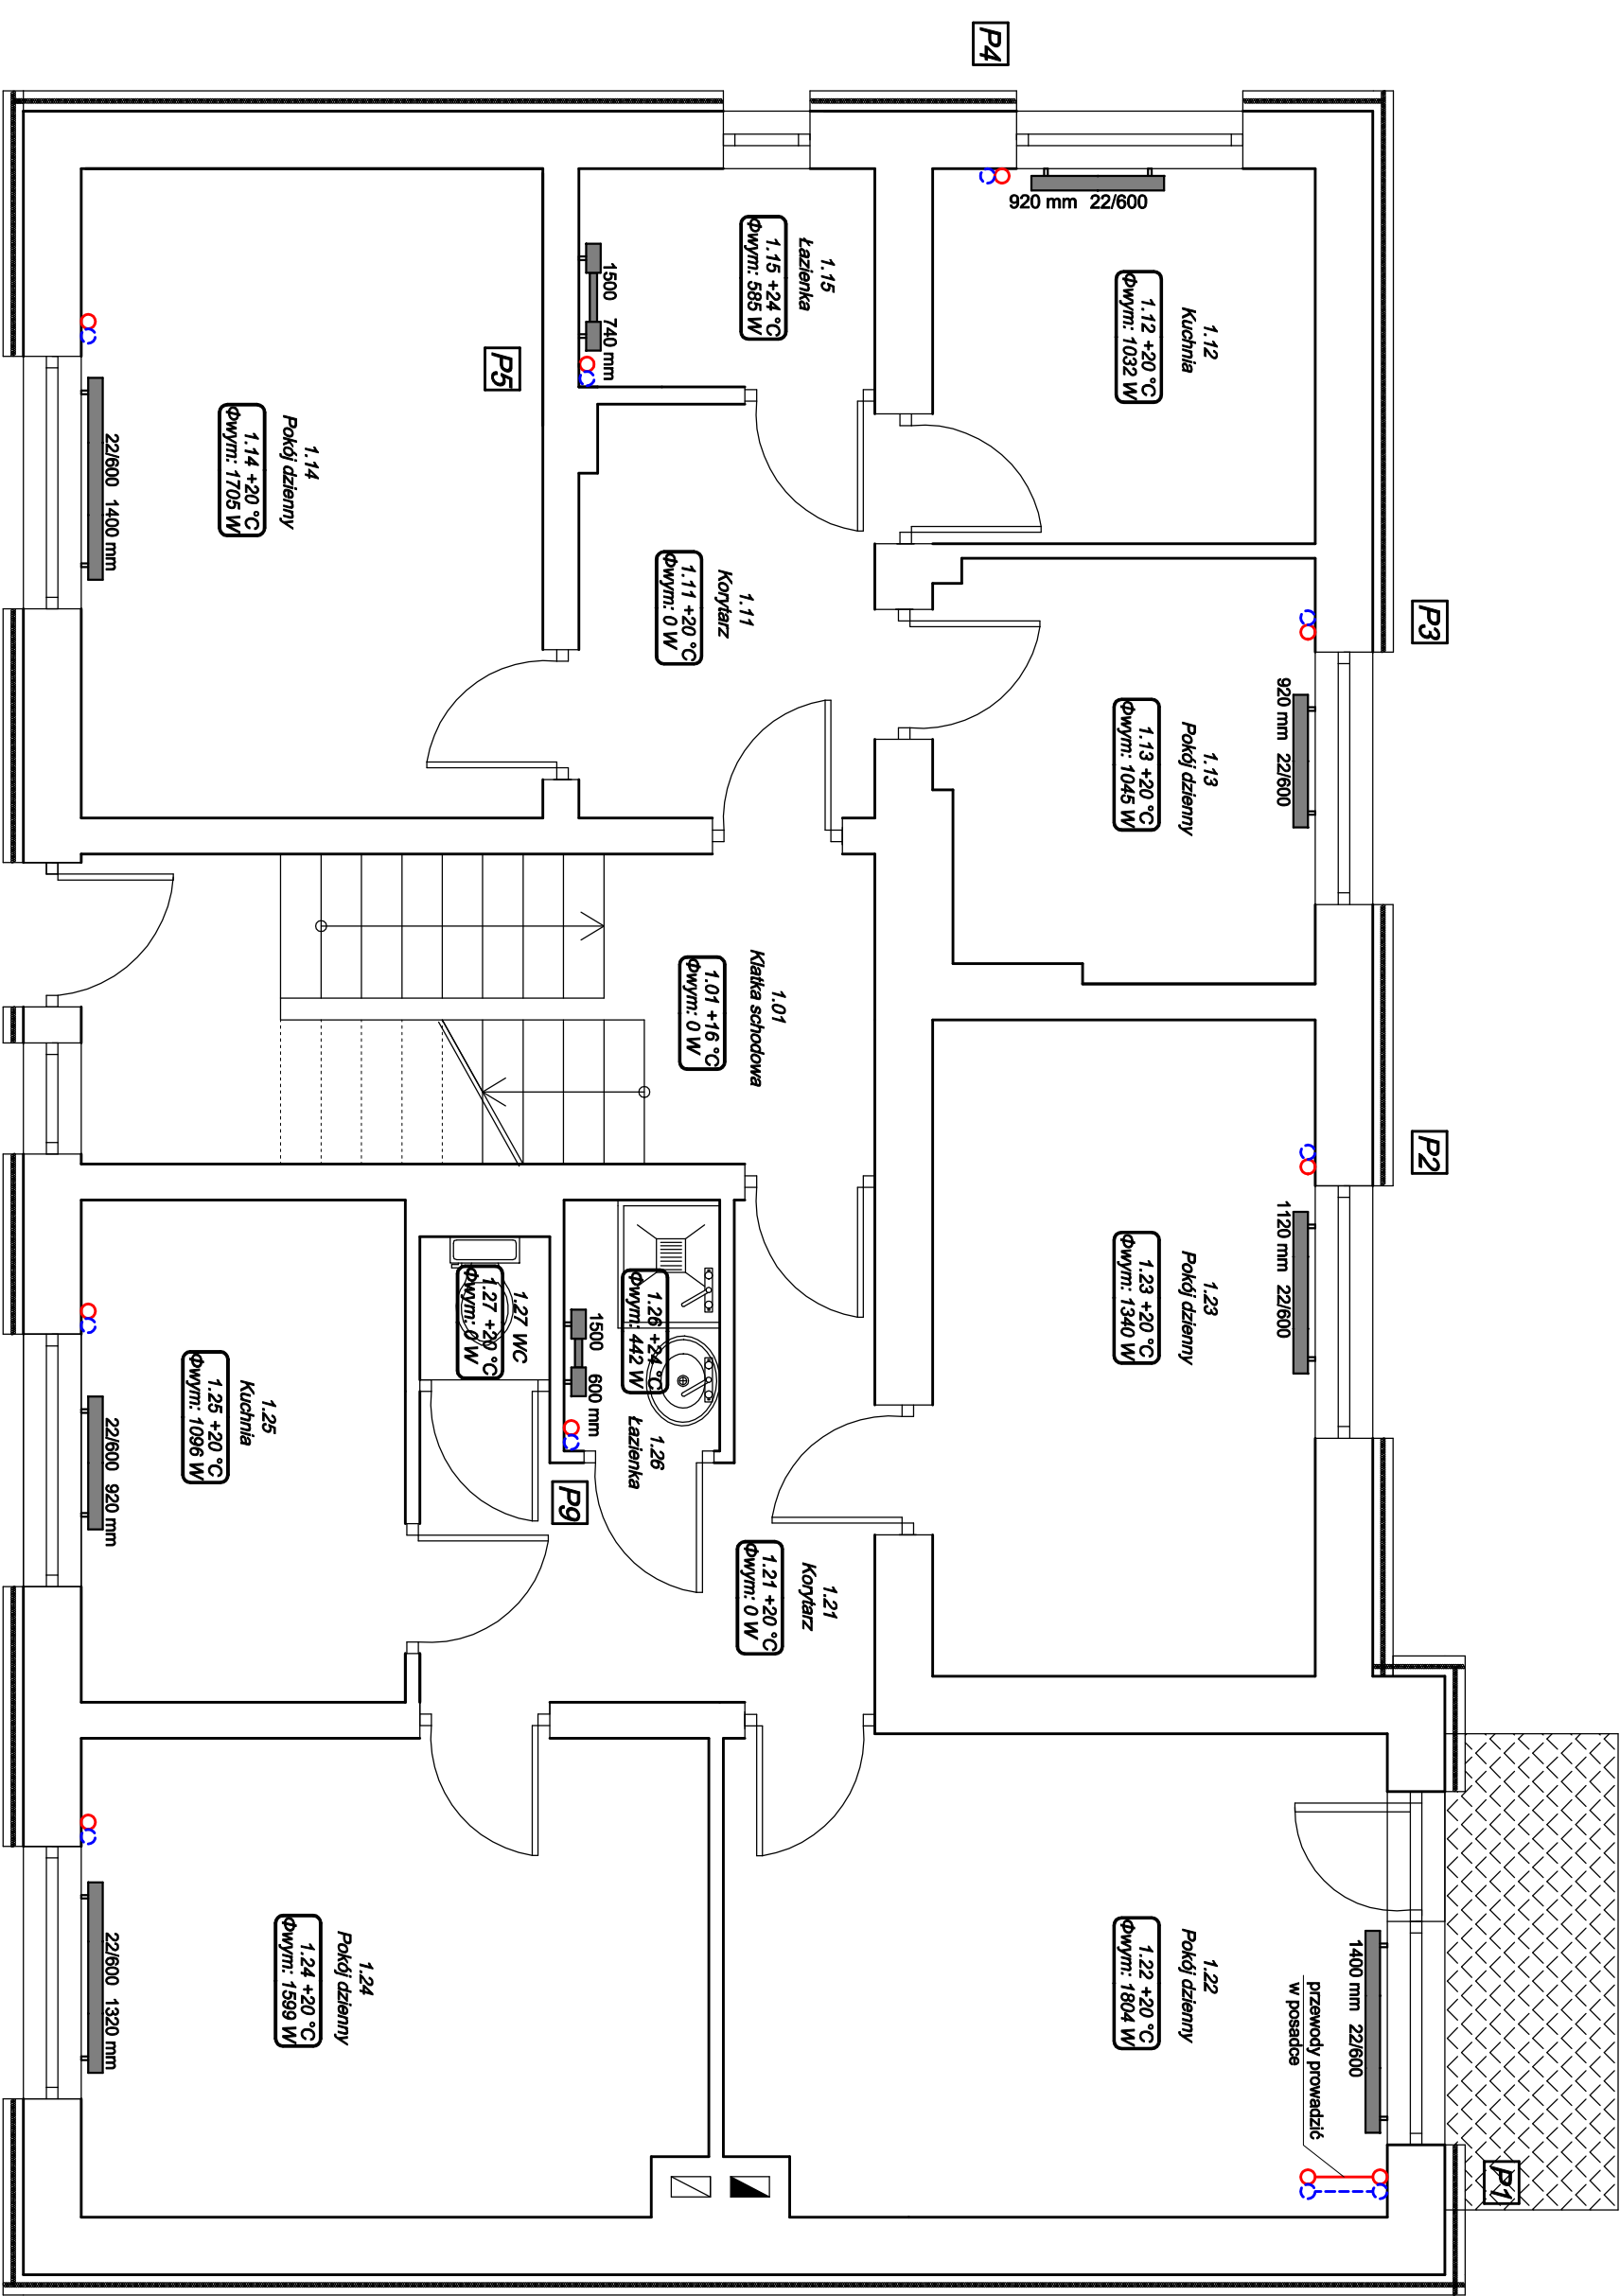 P4
P3
P2
P1
920 mm 22/600
1.12
Kuchnia
1.12 +20 °C
Φwym: 1032 W
920 mm 22/600
1.13
Pokój dzienny
1.13 +20 °C
Φwym: 1045 W
1120 mm 22/600
1.23
Pokój dzienny
1.23 +20 °C
Φwym: 1340 W
1400 mm 22/600
przewody prowadzić
w posadce
1.22
Pokój dzienny
1.22 +20 °C
Φwym: 1804 W
1.15
Łazienka
1.15 +24 °C
Φwym: 585 W
1500 740 mm
1.11
Korytarz
1.11 +20 °C
Φwym: 0 W
1.01
Klatka schodowa
1.01 +16 °C
Φwym: 0 W
1.21
Korytarz
1.21 +20 °C
Φwym: 0 W
1.26
Łazienka
1.26 +24 °C
Φwym: 442 W
1500 600 mm
P9
1.27 WC
1.27 +20 °C
Φwym: 0 W
P5
1.14
Pokój dzienny
1.14 +20 °C
Φwym: 1705 W
22/600 1400 mm
1.25
Kuchnia
1.25 +20 °C
Φwym: 1096 W
22/600 920 mm
1.24
Pokój dzienny
1.24 +20 °C
Φwym: 1599 W
22/600 1320 mm